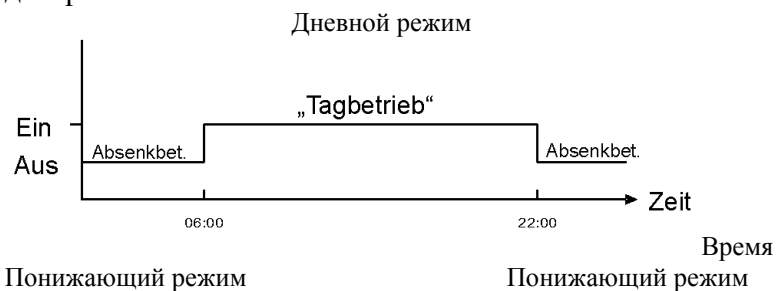 Дневной режим
„Tagbetrieb“
Ein
Absenkbet.
Absenkbet.
Aus
Zeit
06:00
22:00
Время
Понижающий режим
Понижающий режим